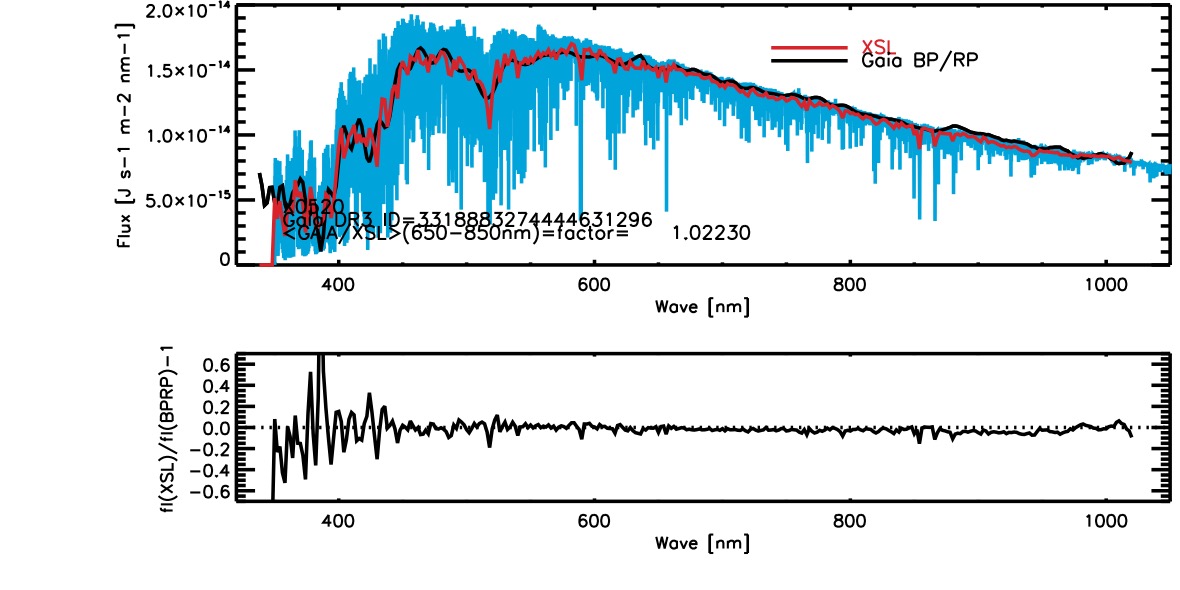 2.0×10⁻¹⁴
1.5×10⁻¹⁴
1.0×10⁻¹⁴
5.0×10⁻¹⁵
0
Flux [J s−1 m−2 nm−1]
XSL
Gaia BP/RP
X0520
Gaia DR3 ID=3318883274444631296
<GAIA/XSL>(650−850nm)=factor= 1.02230
400 600 800 1000
Wave [nm]
fl(XSL)/fl(BPRP)−1
0.6
0.4
0.2
0.0
−0.2
−0.4
−0.6
400 600 800 1000
Wave [nm]